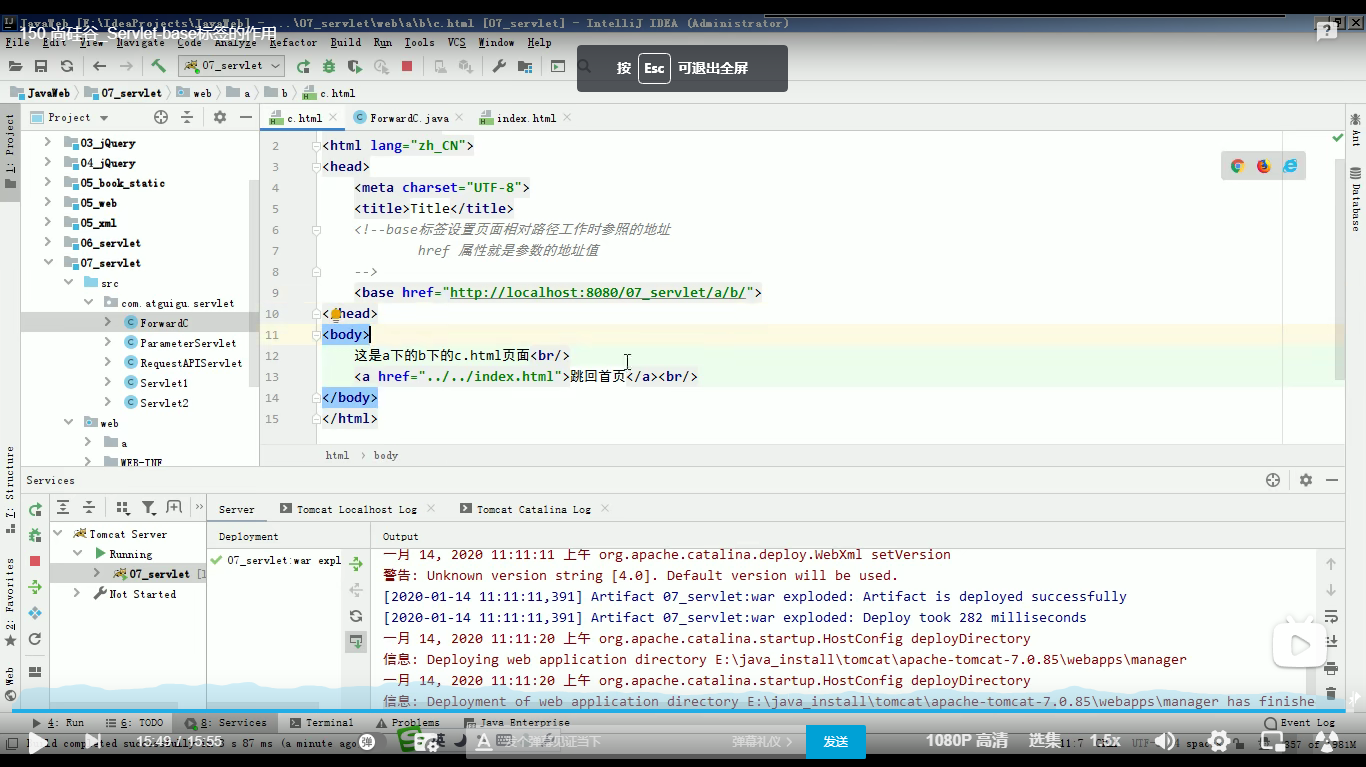 JavaWeb [E:\IdeaProjects\JavaWeb] - ...\07_servlet\web\a\b\c.html [07_servlet] - IntelliJ IDEA (Administrator)
150 尚硅谷_Servlet-base标签的作用
File Edit View Navigate Code Analyze Refactor Build Run Tools VCS Window Help
07_servlet
按 Esc 可退出全屏
JavaWeb 07_servlet web a b c.html
Project
c.html ForwardC.java index.html
1: Project
Ant
Database
03_jQuery
04_jQuery
05_book_static
05_web
05_xml
06_servlet
07_servlet
src
com.atguigu.servlet
ForwardC
ParameterServlet
RequestAPIServlet
Servlet1
Servlet2
web
a
WEB-INF
2 <html lang="zh_CN">
3 <head>
4 <meta charset="UTF-8">
5 <title>Title</title>
6 <!--base标签设置页面相对路径工作时参照的地址
7 href 属性就是参数的地址值
8 -->
9 <base href="http://localhost:8080/07_servlet/a/b/">
10 </head>
11 <body>
12 这是a下的b下的c.html页面<br/>
13 <a href="../../index.html">跳回首页</a><br/>
14 </body>
15 </html>
html › body
Services
7: Structure
2: Favorites
Web
Server Tomcat Localhost Log Tomcat Catalina Log
Tomcat Server
Running
07_servlet
Not Started
Deployment
07_servlet:war expl
Output
一月 14, 2020 11:11:11 上午 org.apache.catalina.deploy.WebXml setVersion
警告: Unknown version string [4.0]. Default version will be used.
[2020-01-14 11:11:11,391] Artifact 07_servlet:war exploded: Artifact is deployed successfully
[2020-01-14 11:11:11,391] Artifact 07_servlet:war exploded: Deploy took 282 milliseconds
一月 14, 2020 11:11:20 上午 org.apache.catalina.startup.HostConfig deployDirectory
信息: Deploying web application directory E:\java_install\tomcat\apache-tomcat-7.0.85\webapps\manager
一月 14, 2020 11:11:20 上午 org.apache.catalina.startup.HostConfig deployDirectory
信息: Deployment of web application directory E:\java_install\tomcat\apache-tomcat-7.0.85\webapps\manager has finishe
4: Run 6: TODO 8: Services Terminal Problems Java Enterprise Event Log
15:49 / 15:55
s 87 ms (a minute ago)
弹
英
发个弹幕见证当下
弹幕礼仪 >
发送
1080P 高清
选集
11:7
1.5x